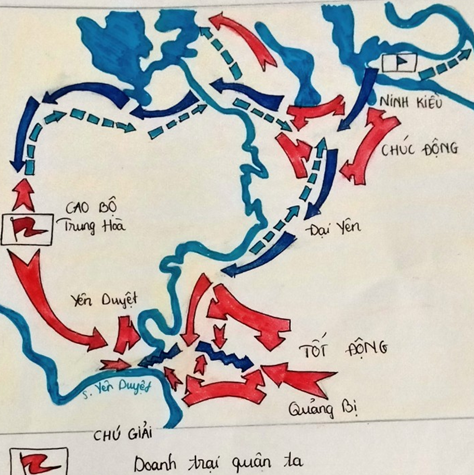 NINH KIỀU
CHÚC ĐỘNG
CAO BỘ
Trung Hoà
Đại Yên
Yên Duyệt
TỐT ĐỘNG
S. Yên Duyệt
Quảng Bị
CHÚ GIẢI
Doanh trại quân ta